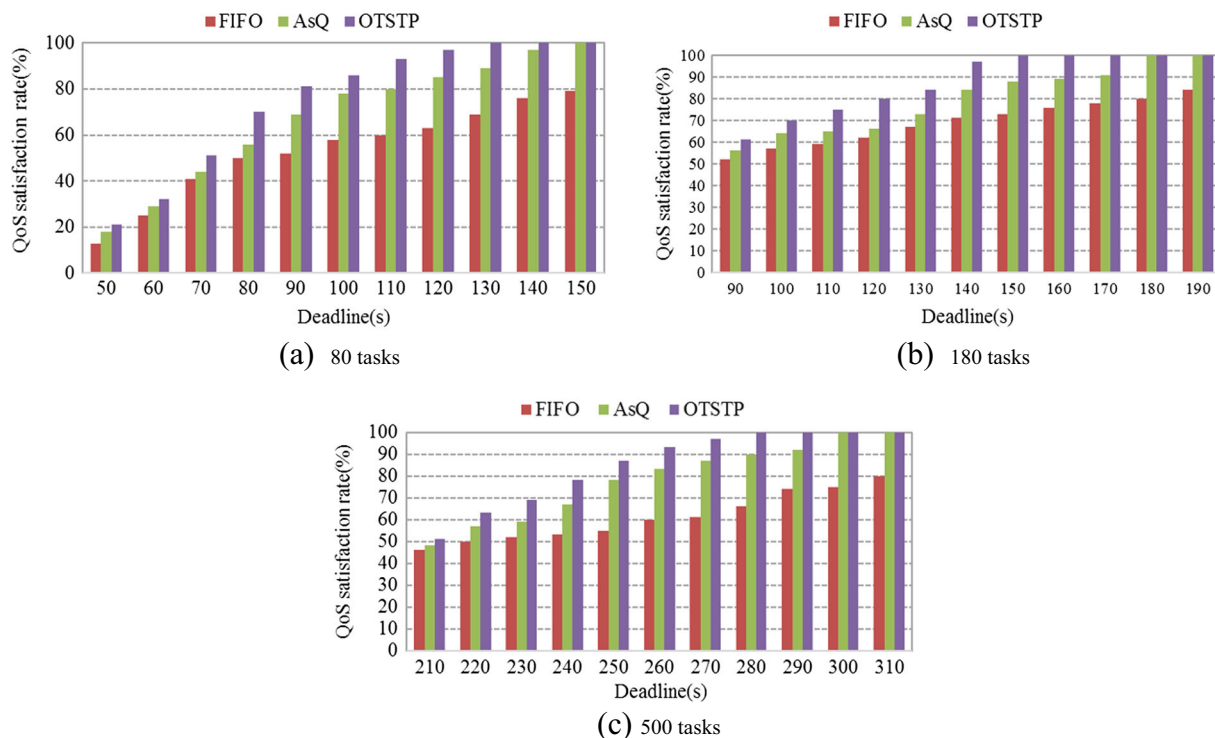 FIFO AsQ OTSTP
100
80
60
40
20
0
QoS satisfaction rate(%)
50 60 70 80 90 100 110 120 130 140 150
Deadline(s)
(a) 80 tasks
FIFO AsQ OTSTP
100
90
80
70
60
50
40
30
20
10
0
QoS satisfaction rate(%)
90 100 110 120 130 140 150 160 170 180 190
Deadline(s)
(b) 180 tasks
FIFO AsQ OTSTP
100
90
80
70
60
50
40
30
20
10
0
QoS satisfaction rate(%)
210 220 230 240 250 260 270 280 290 300 310
Deadline(s)
(c) 500 tasks